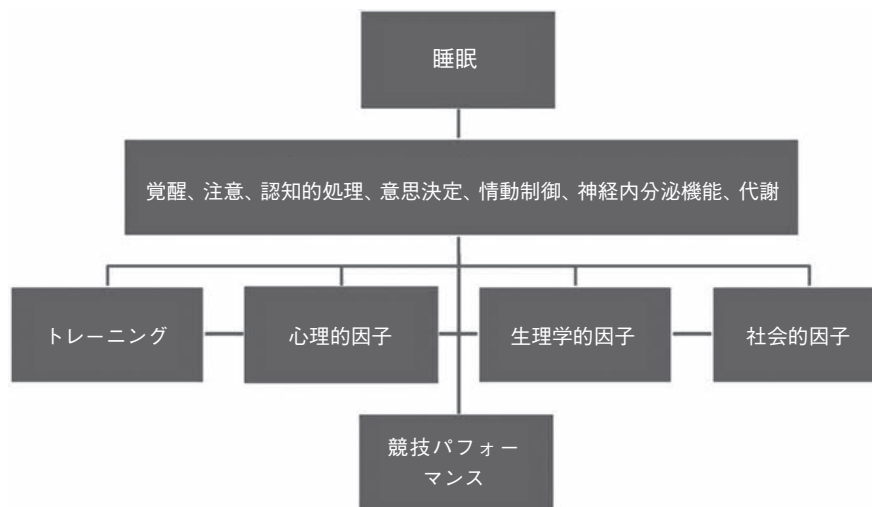 睡眠
覚醒、注意、認知的処理、意思決定、情動制御、神経内分泌機能、代謝
トレーニング
心理的因子
生理学的因子
社会的因子
競技パフォー
マンス